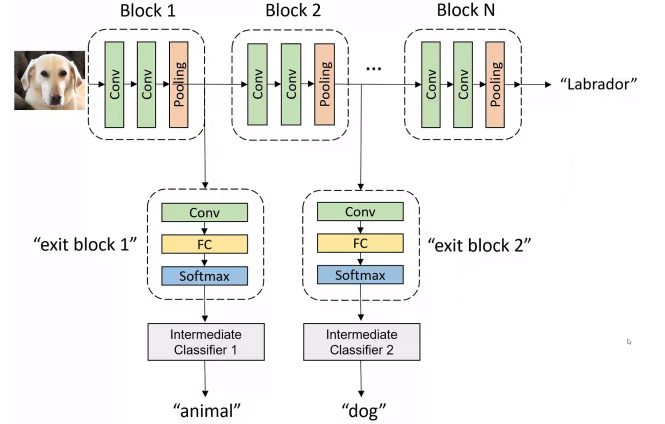 Block 1
Block 2
Block N
Conv
Conv
Pooling
Conv
Conv
Pooling
...
Conv
Conv
Pooling
“Labrador”
“exit block 1”
Conv
FC
Softmax
Conv
FC
Softmax
“exit block 2”
Intermediate
Classifier 1
Intermediate
Classifier 2
“animal”
“dog”